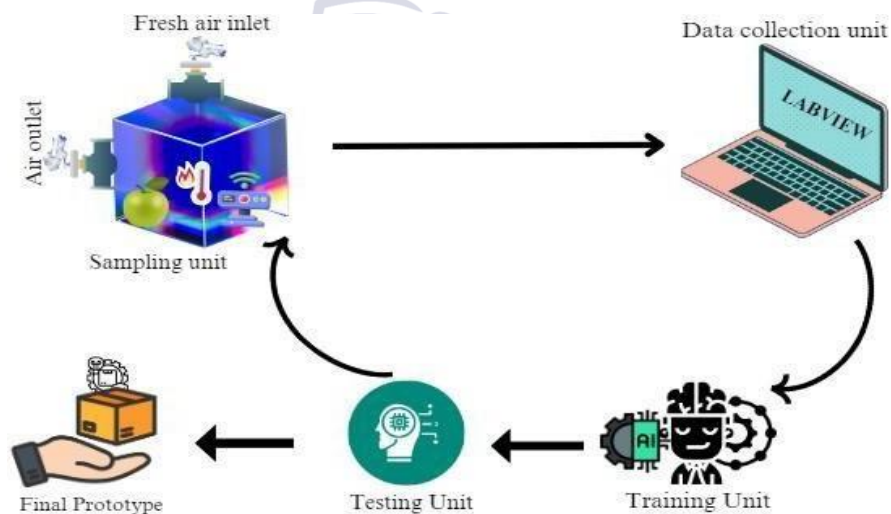 Fresh air inlet
Data collection unit
Air outlet
LABVIEW
Sampling unit
AI
Final Prototype
Testing Unit
Training Unit